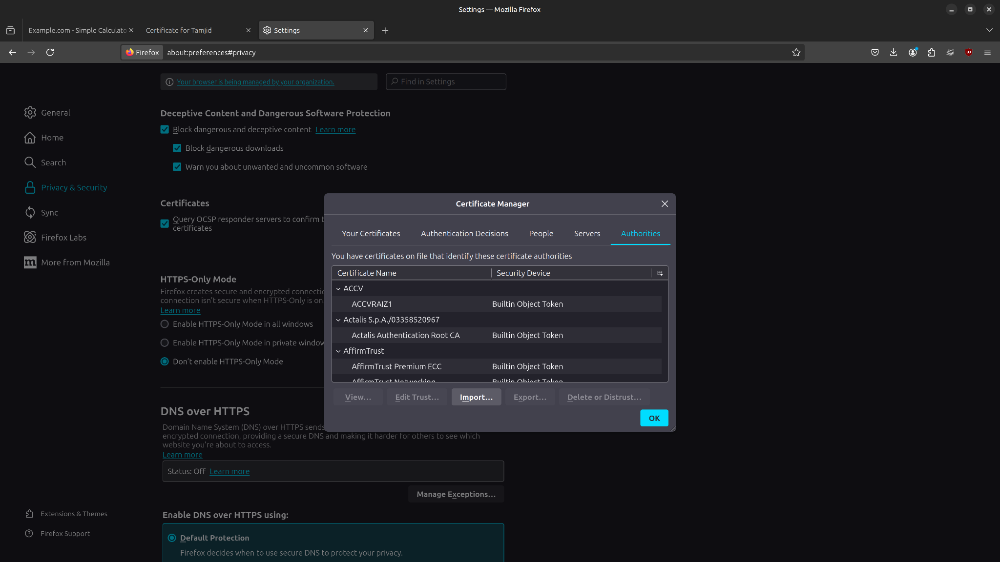 Settings — Mozilla Firefox
Example.com - Simple Calculato
Certificate for Tamjid
Settings
Firefox
about:preferences#privacy
Your browser is being managed by your organization.
Find in Settings
General
Home
Search
Privacy & Security
Sync
Firefox Labs
More from Mozilla
Extensions & Themes
Firefox Support
Deceptive Content and Dangerous Software Protection
Block dangerous and deceptive content Learn more
Block dangerous downloads
Warn you about unwanted and uncommon software
Certificates
Query OCSP responder servers to confirm t
certificates
HTTPS-Only Mode
Firefox creates secure and encrypted connectio
connection isn't secure when HTTPS-Only is on.
Learn more
Enable HTTPS-Only Mode in all windows
Enable HTTPS-Only Mode in private window
Don't enable HTTPS-Only Mode
DNS over HTTPS
Domain Name System (DNS) over HTTPS sends
encrypted connection, providing a secure DNS and making it harder for others to see which
website you're about to access.
Learn more
Status: Off Learn more
Manage Exceptions...
Enable DNS over HTTPS using:
Default Protection
Firefox decides when to use secure DNS to protect your privacy.
Certificate Manager
Your Certificates
Authentication Decisions
People
Servers
Authorities
You have certificates on file that identify these certificate authorities
Certificate Name
Security Device
ACCV
ACCVRAIZ1 Builtin Object Token
Actalis S.p.A./03358520967
Actalis Authentication Root CA Builtin Object Token
AffirmTrust
AffirmTrust Premium ECC Builtin Object Token
AffirmTrust Networking Builtin Object Token
View...
Edit Trust...
Import...
Export...
Delete or Distrust...
OK